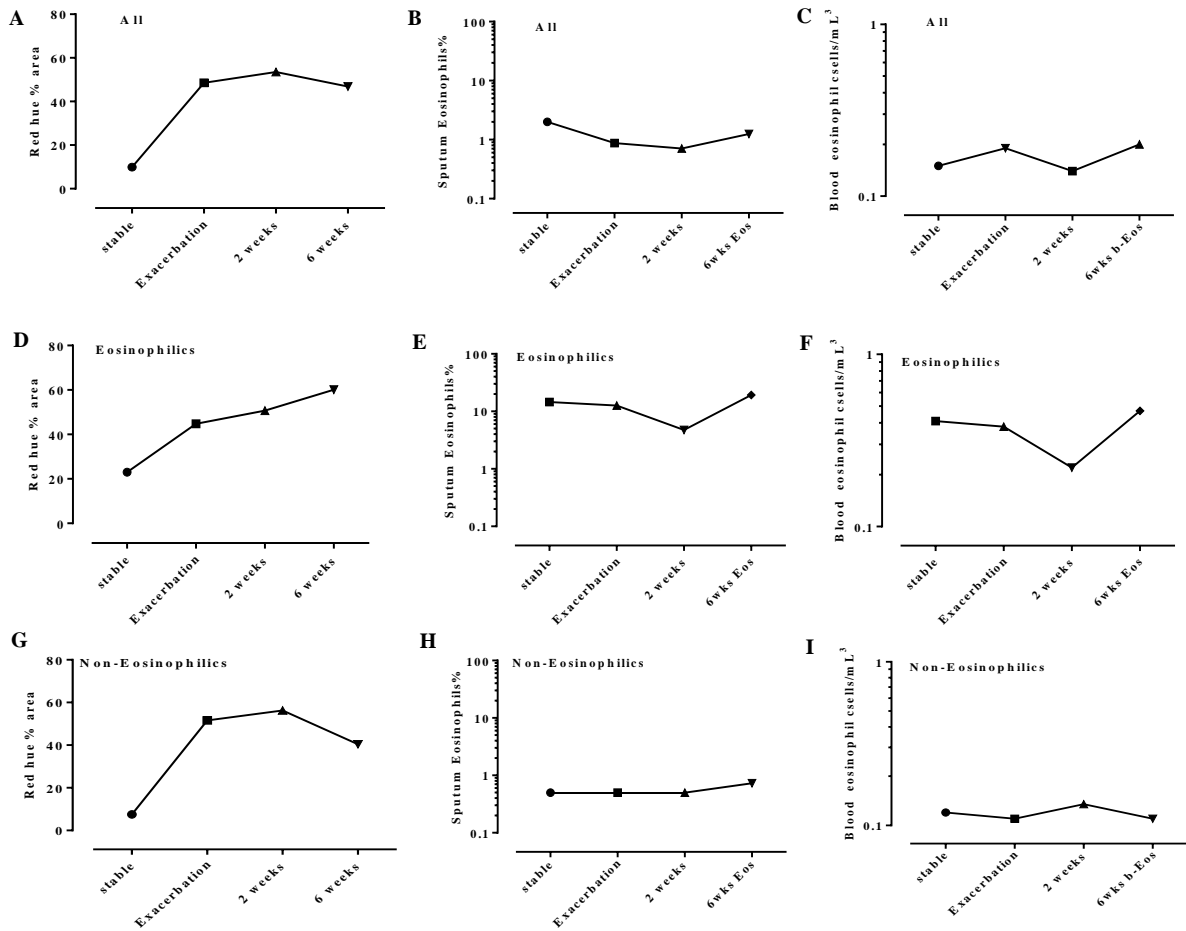 A
All
Red hue % area
80
60
40
20
0
stable
Exacerbation
2 weeks
6 weeks
B
All
Sputum Eosinophils%
100
10
1
0.1
stable
Exacerbation
2 weeks
6wks Eos
C
All
Blood eosinophil csells/mL3
1
0.1
stable
Exacerbation
2 weeks
6wks b-Eos
D
Eosinophilics
Red hue % area
80
60
40
20
0
stable
Exacerbation
2 weeks
6 weeks
E
Eosinophilics
Sputum Eosinophils%
100
10
1
0.1
stable
Exacerbation
2 weeks
6wks Eos
F
Eosinophilics
Blood eosinophil csells/mL3
1
0.1
stable
Exacerbation
2 weeks
6wks Eos
G
Non-Eosinophilics
Red hue % area
80
60
40
20
0
stable
Exacerbation
2 weeks
6 weeks
H
Non-Eosinophilics
Sputum Eosinophils%
100
10
1
0.1
stable
Exacerbation
2 weeks
6wks Eos
I
Non-Eosinophilics
Blood eosinophil csells/mL3
1
0.1
stable
Exacerbation
2 weeks
6wks b-Eos